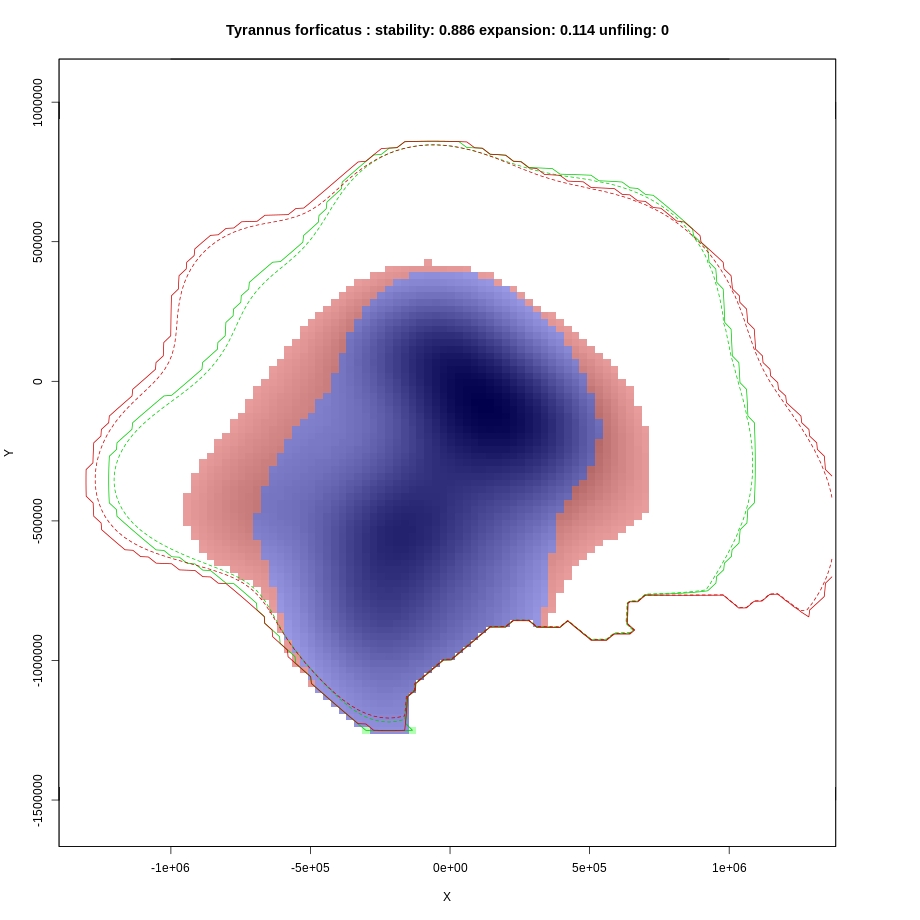 Tyrannus forficatus : stability: 0.886 expansion: 0.114 unfiling: 0
1000000
500000
0
-500000
-1000000
-1500000
Y
-1e+06 -5e+05 0e+00 5e+05 1e+06
X